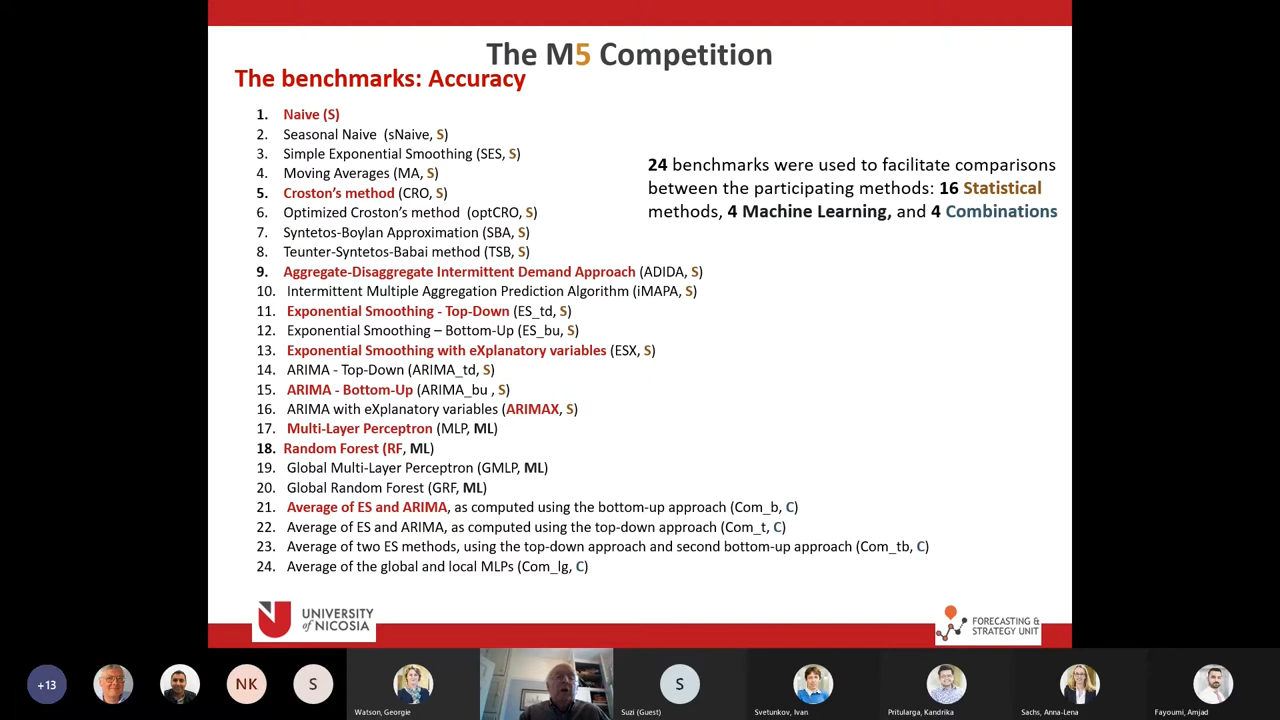 The M5 Competition
The benchmarks: Accuracy
1. Naive (S)
2. Seasonal Naive (sNaive, S)
3. Simple Exponential Smoothing (SES, S)
4. Moving Averages (MA, S)
5. Croston's method (CRO, S)
6. Optimized Croston's method (optCRO, S)
7. Syntetos-Boylan Approximation (SBA, S)
8. Teunter-Syntetos-Babai method (TSB, S)
9. Aggregate-Disaggregate Intermittent Demand Approach (ADIDA, S)
10. Intermittent Multiple Aggregation Prediction Algorithm (iMAPA, S)
11. Exponential Smoothing - Top-Down (ES_td, S)
12. Exponential Smoothing – Bottom-Up (ES_bu, S)
13. Exponential Smoothing with eXplanatory variables (ESX, S)
14. ARIMA - Top-Down (ARIMA_td, S)
15. ARIMA - Bottom-Up (ARIMA_bu , S)
16. ARIMA with eXplanatory variables (ARIMAX, S)
17. Multi-Layer Perceptron (MLP, ML)
18. Random Forest (RF, ML)
19. Global Multi-Layer Perceptron (GMLP, ML)
20. Global Random Forest (GRF, ML)
21. Average of ES and ARIMA, as computed using the bottom-up approach (Com_b, C)
22. Average of ES and ARIMA, as computed using the top-down approach (Com_t, C)
23. Average of two ES methods, using the top-down approach and second bottom-up approach (Com_tb, C)
24. Average of the global and local MLPs (Com_lg, C)
24 benchmarks were used to facilitate comparisons
between the participating methods: 16 Statistical
methods, 4 Machine Learning, and 4 Combinations
UNIVERSITY
of NICOSIA
FORECASTING &
STRATEGY UNIT
+13
NK
S
Watson, Georgie
S
Suzi (Guest)
Svetunkov, Ivan
Pritularga, Kandrika
Sachs, Anna-Lena
Fayoumi, Amjad